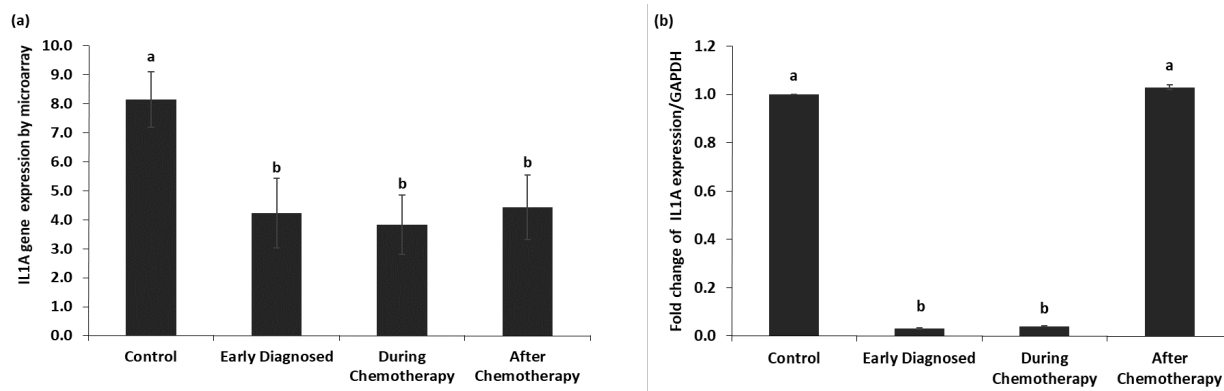 (a)
IL1A gene expression by microarray
10.0
9.0
8.0
7.0
6.0
5.0
4.0
3.0
2.0
1.0
0.0
a
b
b
b
Control
Early Diagnosed
During
Chemotherapy
After
Chemotherapy
(b)
Fold change of IL1A expression/GAPDH
1.2
1.0
0.8
0.6
0.4
0.2
0.0
a
b
b
a
Control
Early Diagnosed
During
Chemotherapy
After
Chemotherapy